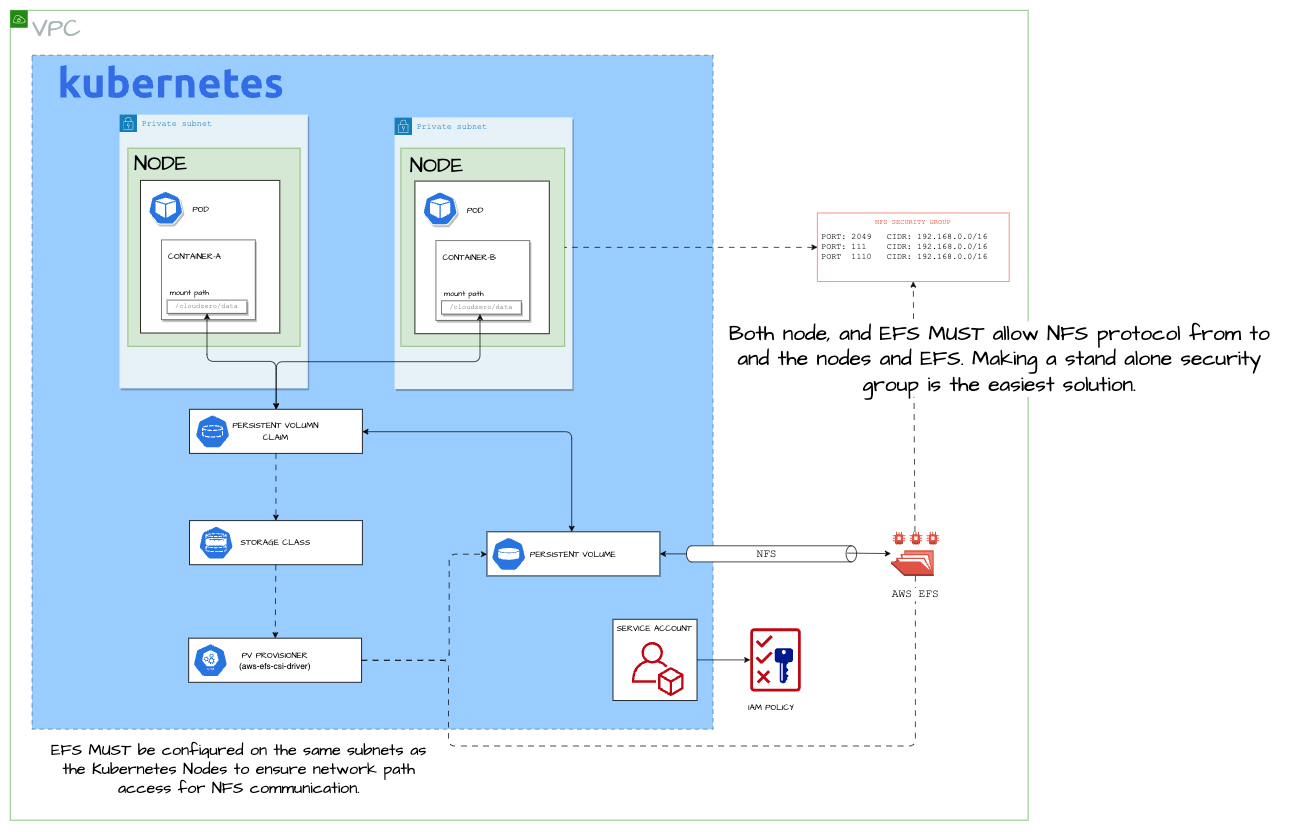 VPC
kubernetes
Private subnet
Private subnet
NODE
NODE
POD
POD
CONTAINER-A
CONTAINER-B
mount path
mount path
/cloudzero/data
/cloudzero/data
NFS SECURITY GROUP
PORT: 2049 CIDR: 192.168.0.0/16
PORT: 111 CIDR: 192.168.0.0/16
PORT 1110 CIDR: 192.168.0.0/16
Both node, and EFS MUST allow NFS protocol from to
and the nodes and EFS. Making a stand alone security
group is the easiest solution.
PERSISTENT VOLUMN
CLAIM
STORAGE CLASS
PERSISTENT VOLUME
NFS
AWS EFS
SERVICE ACCOUNT
PV PROVISIONER
(aws-efs-csi-driver)
IAM POLICY
EFS MUST be configured on the same subnets as
the Kubernetes Nodes to ensure network path
access for NFS communication.